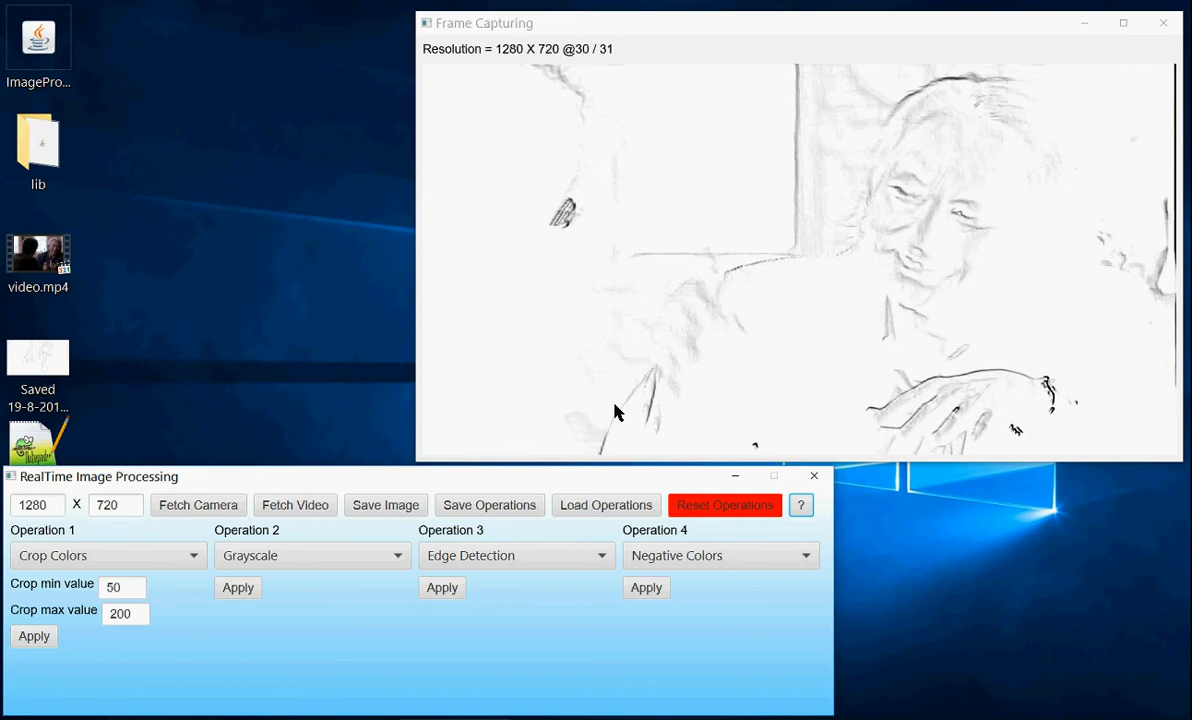 ImagePro...
lib
video.mp4
Saved
19-8-201...
Frame Capturing
Resolution = 1280 X 720 @30 / 31
RealTime Image Processing
1280 X 720 Fetch Camera Fetch Video Save Image Save Operations Load Operations Reset Operations ?
Operation 1 Operation 2 Operation 3 Operation 4
Crop Colors Grayscale Edge Detection Negative Colors
Crop min value 50 Apply Apply Apply
Crop max value 200
Apply